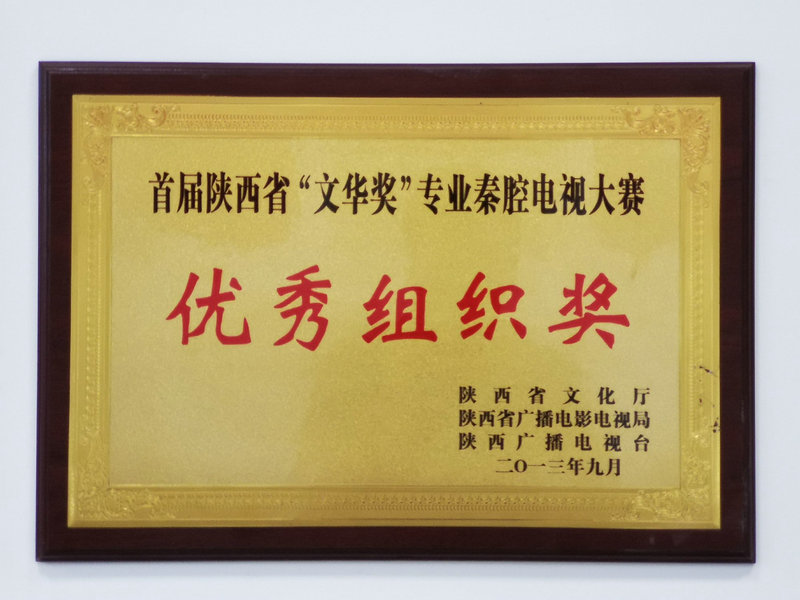 首届陕西省“文华奖”专业秦腔电视大赛
优秀组织奖
陕西省文化厅
陕西省广播电影电视局
陕西广播电视台
二〇一三年九月